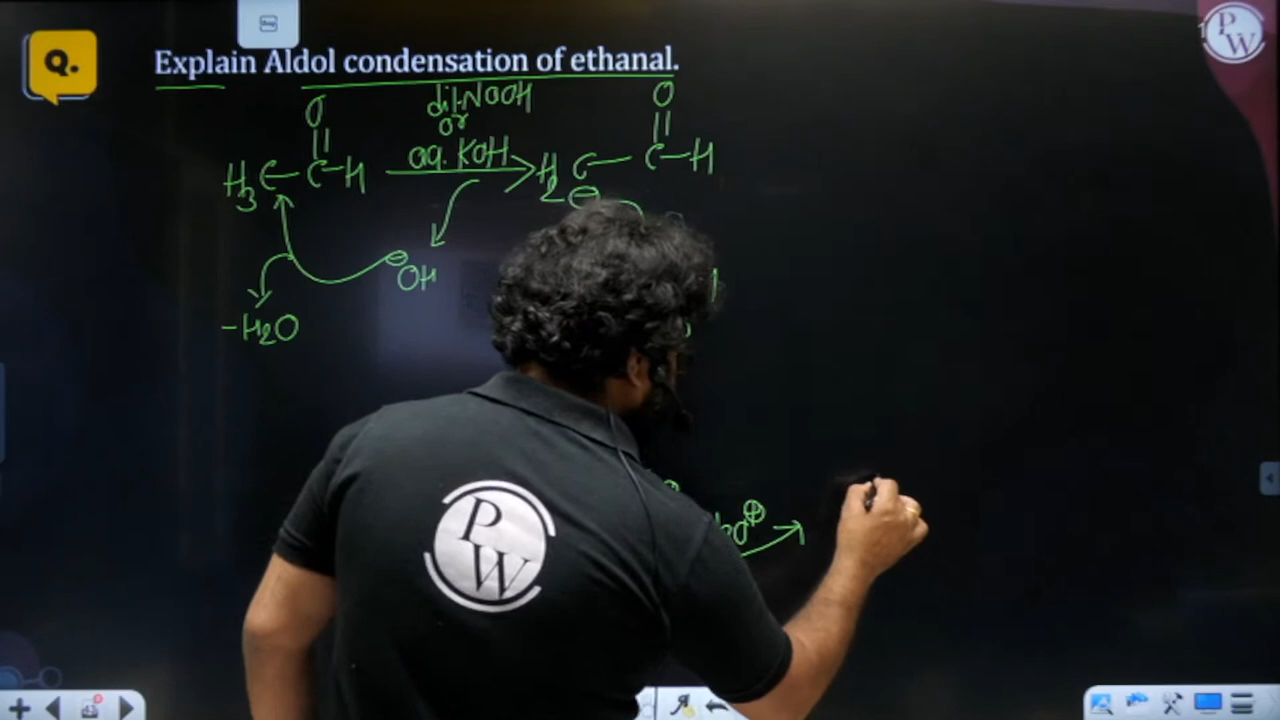 Q.
Explain Aldol condensation of ethanal.
PW
O
dil·NaOH
O
or
H3C-C-H
aq. KOH
H2C-C-H
⊖
⊖OH
-H2O
⊕
PW